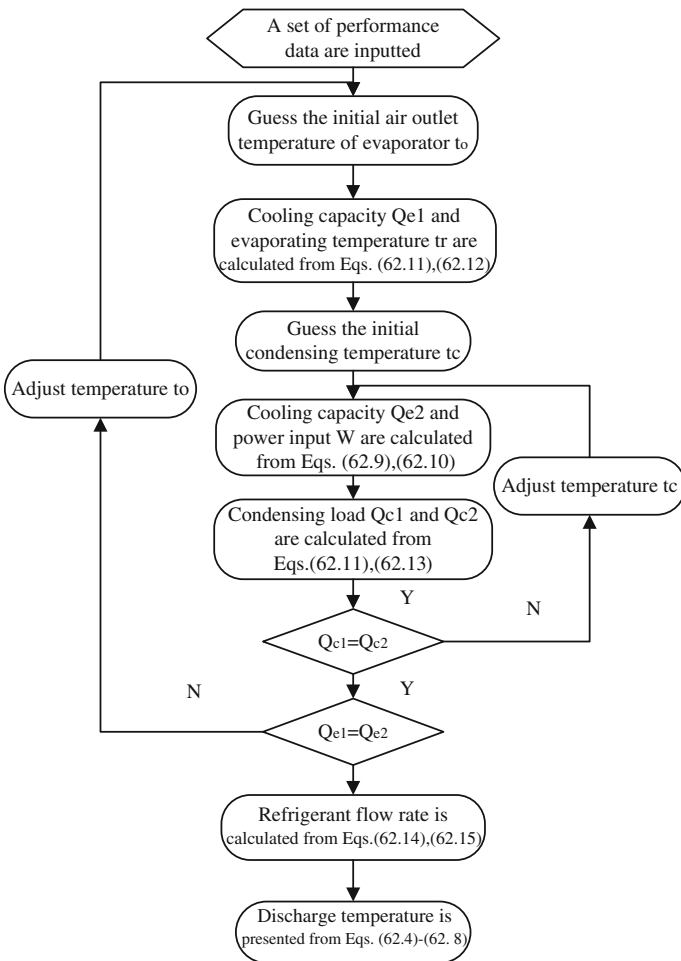 A set of performance
data are inputted
Guess the initial air outlet
temperature of evaporator to
Cooling capacity Qe1 and
evaporating temperature tr are
calculated from Eqs. (62.11),(62.12)
Guess the initial
condensing temperature tc
Adjust temperature to
Cooling capacity Qe2 and
power input W are calculated
from Eqs. (62.9),(62.10)
Adjust temperature tc
Condensing load Qc1 and Qc2
are calculated from
Eqs.(62.11),(62.13)
Y
N
Qc1=Qc2
N
Y
Qe1=Qe2
Refrigerant flow rate is
calculated from Eqs.(62.14),(62.15)
Discharge temperature is
presented from Eqs. (62.4)-(62. 8)